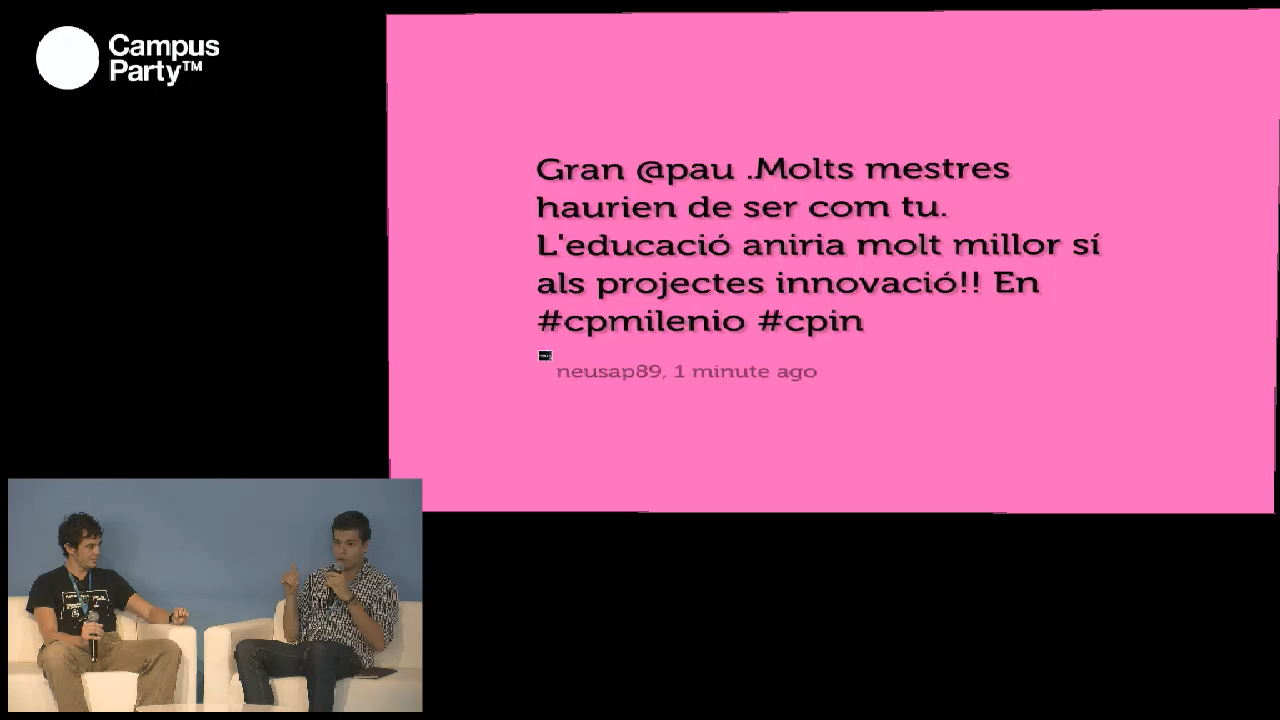 Campus
Party™
Gran @pau .Molts mestres
haurien de ser com tu.
L'educació aniria molt millor sí
als projectes innovació!! En
#cpmilenio #cpin
neusap89, 1 minute ago